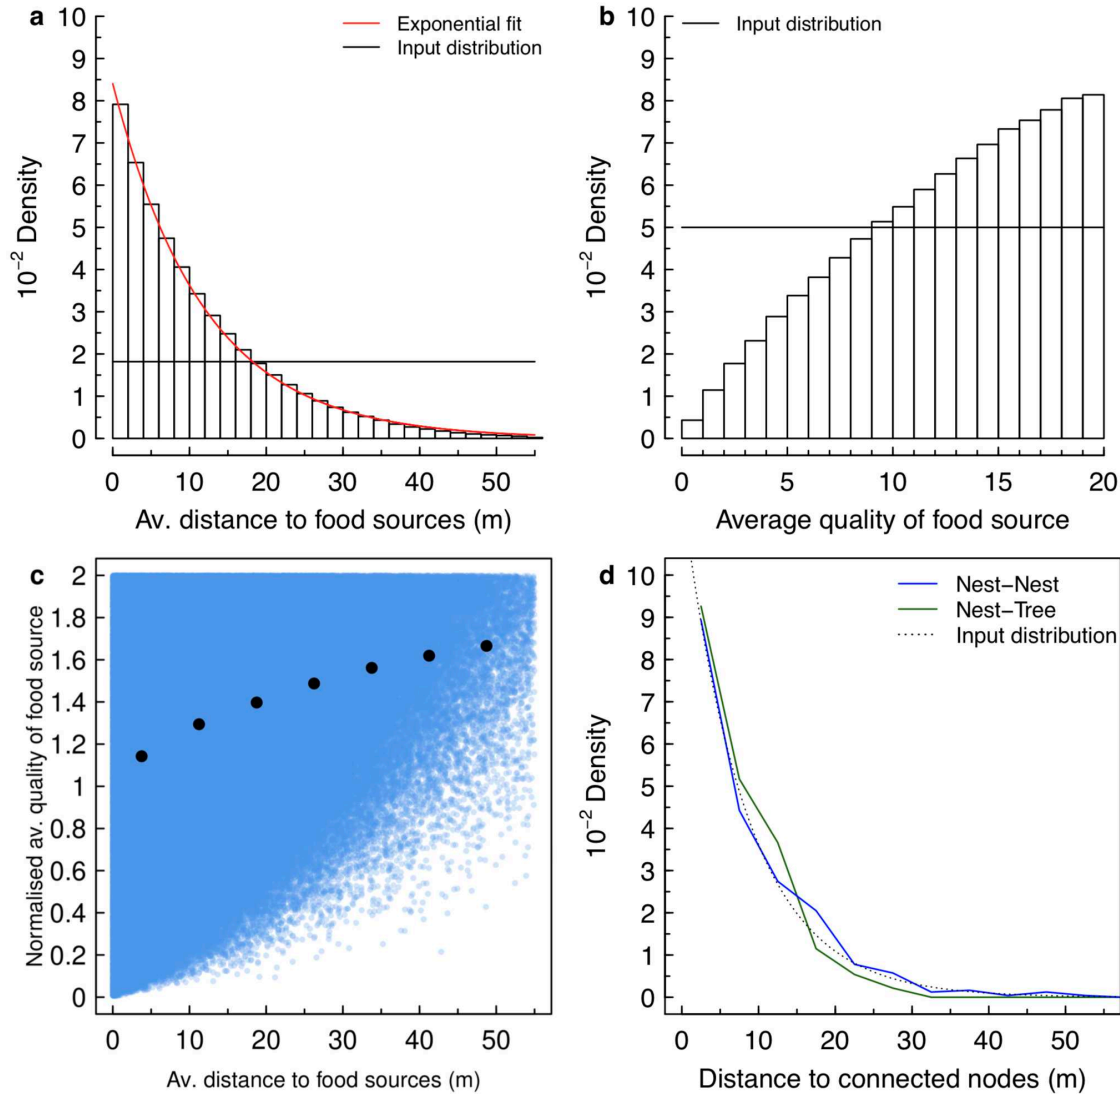 a
Exponential fit
Input distribution
10
9
8
7
6
5
4
3
2
1
0
10⁻² Density
0 10 20 30 40 50
Av. distance to food sources (m)
b
Input distribution
10
9
8
7
6
5
4
3
2
1
0
10⁻² Density
0 5 10 15 20
Average quality of food source
c
2
1.8
1.6
1.4
1.2
1
0.8
0.6
0.4
0.2
0
Normalised av. quality of food source
0 10 20 30 40 50
Av. distance to food sources (m)
d
Nest−Nest
Nest−Tree
Input distribution
10
9
8
7
6
5
4
3
2
1
0
10⁻² Density
0 10 20 30 40 50
Distance to connected nodes (m)